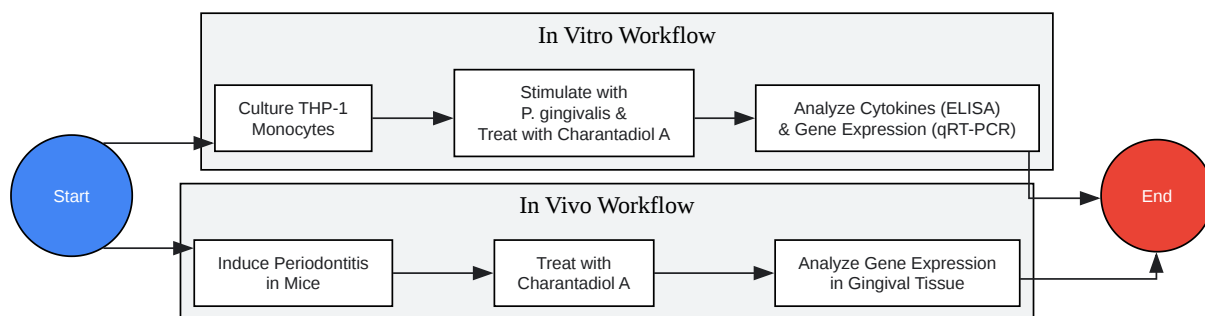 In Vitro Workflow
Culture THP-1
Monocytes
Stimulate with
P. gingivalis &
Treat with Charantadiol A
Analyze Cytokines (ELISA)
& Gene Expression (qRT-PCR)
Start
End
In Vivo Workflow
Induce Periodontitis
in Mice
Treat with
Charantadiol A
Analyze Gene Expression
in Gingival Tissue